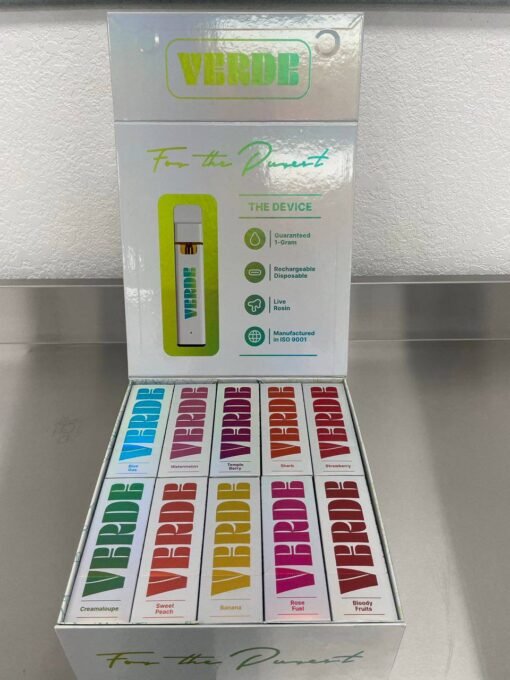 VERDE
For the Purest
THE DEVICE
VERDE
Guaranteed
1-Gram
Rechargeable
Disposable
Live
Rosin
Manufactured
in ISO 9001
VERDE
Blue
Gas
VERDE
Watermelon
VERDE
Temple
Berry
VERDE
Sherb
VERDE
Strawberry
VERDE
Creamaloupe
VERDE
Sweet
Peach
VERDE
Banana
VERDE
Rose
Fuel
VERDE
Bloody
Fruits
For the Purest